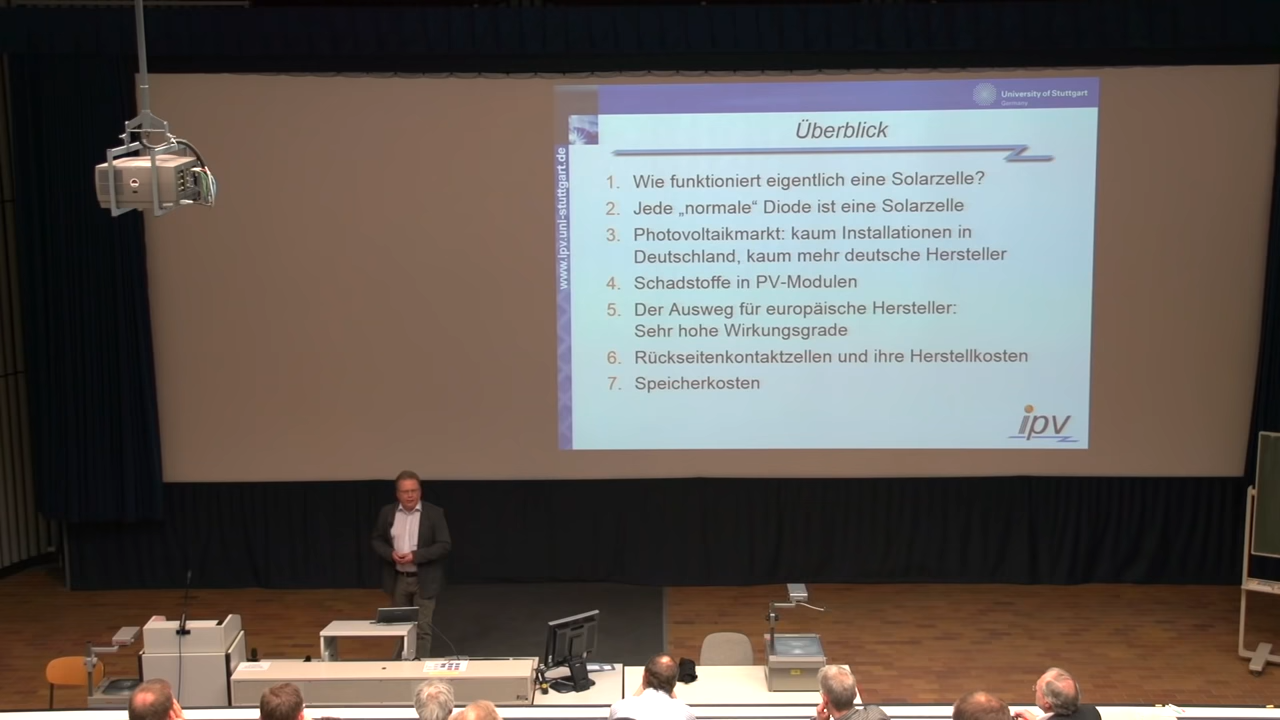 University of Stuttgart
Germany
Überblick
www.ipv.uni-stuttgart.de
1. Wie funktioniert eigentlich eine Solarzelle?
2. Jede „normale“ Diode ist eine Solarzelle
3. Photovoltaikmarkt: kaum Installationen in
Deutschland, kaum mehr deutsche Hersteller
4. Schadstoffe in PV-Modulen
5. Der Ausweg für europäische Hersteller:
Sehr hohe Wirkungsgrade
6. Rückseitenkontaktzellen und ihre Herstellkosten
7. Speicherkosten
ipv